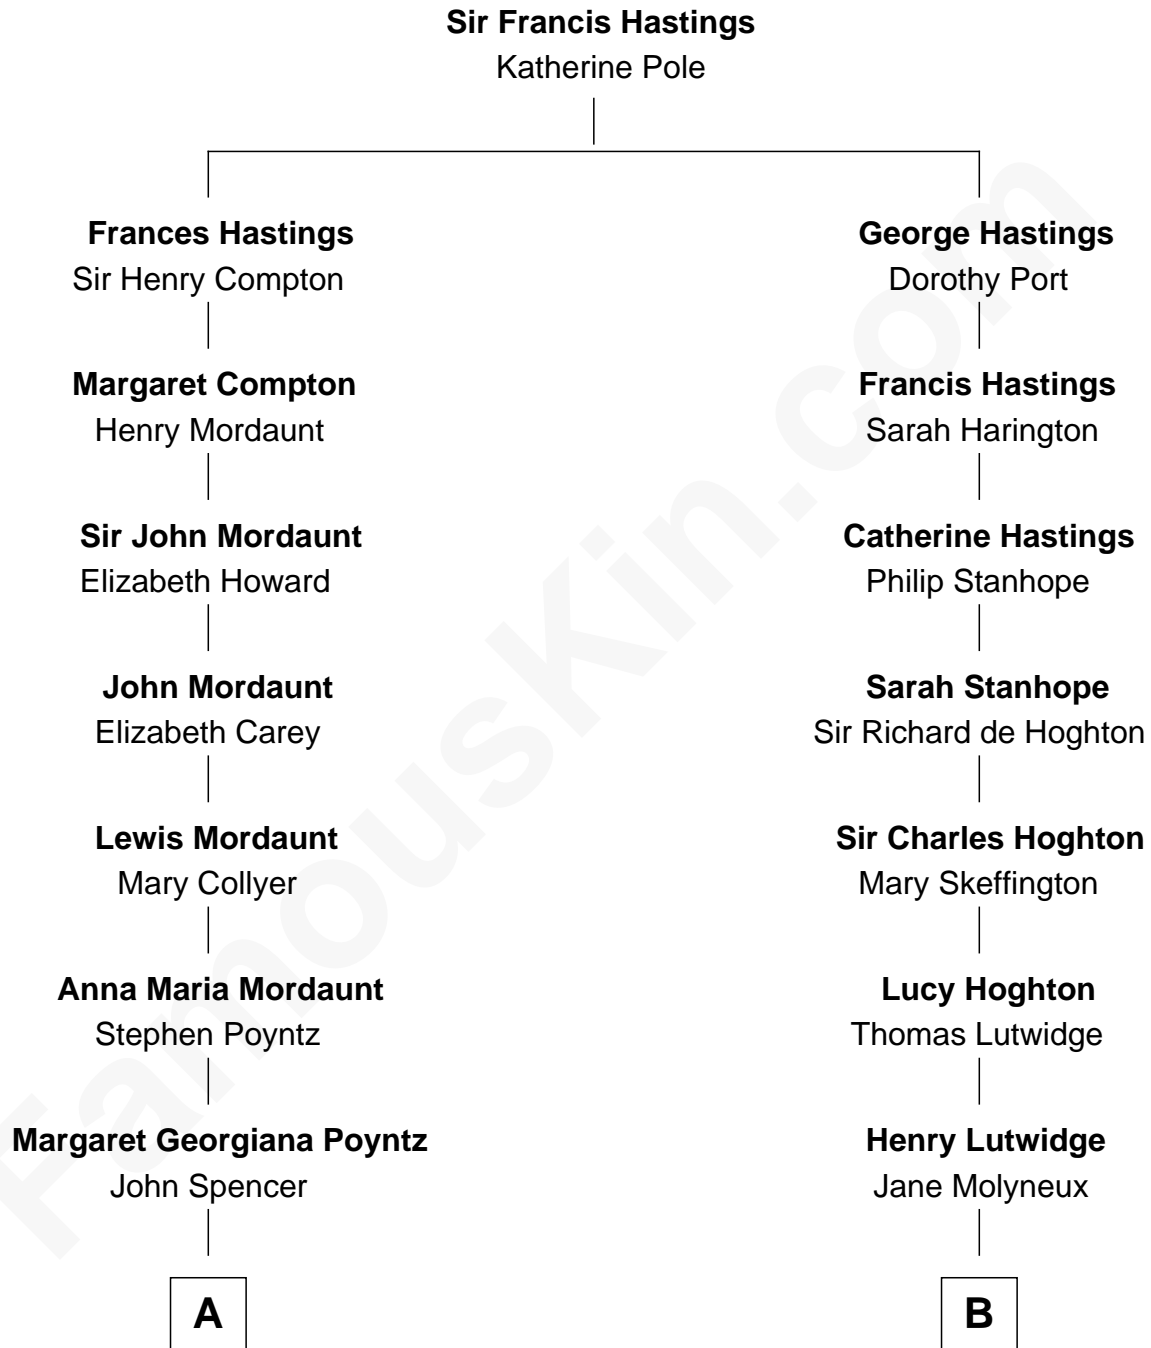 Sir Francis Hastings
Katherine Pole
Frances Hastings
Sir Henry Compton
George Hastings
Dorothy Port
Margaret Compton
Henry Mordaunt
Francis Hastings
Sarah Harington
Sir John Mordaunt
Elizabeth Howard
Catherine Hastings
Philip Stanhope
John Mordaunt
Elizabeth Carey
Sarah Stanhope
Sir Richard de Hoghton
Lewis Mordaunt
Mary Collyer
Sir Charles Hoghton
Mary Skeffington
Anna Maria Mordaunt
Stephen Poyntz
Lucy Hoghton
Thomas Lutwidge
Margaret Georgiana Poyntz
John Spencer
Henry Lutwidge
Jane Molyneux
A
B
FamousKin.com